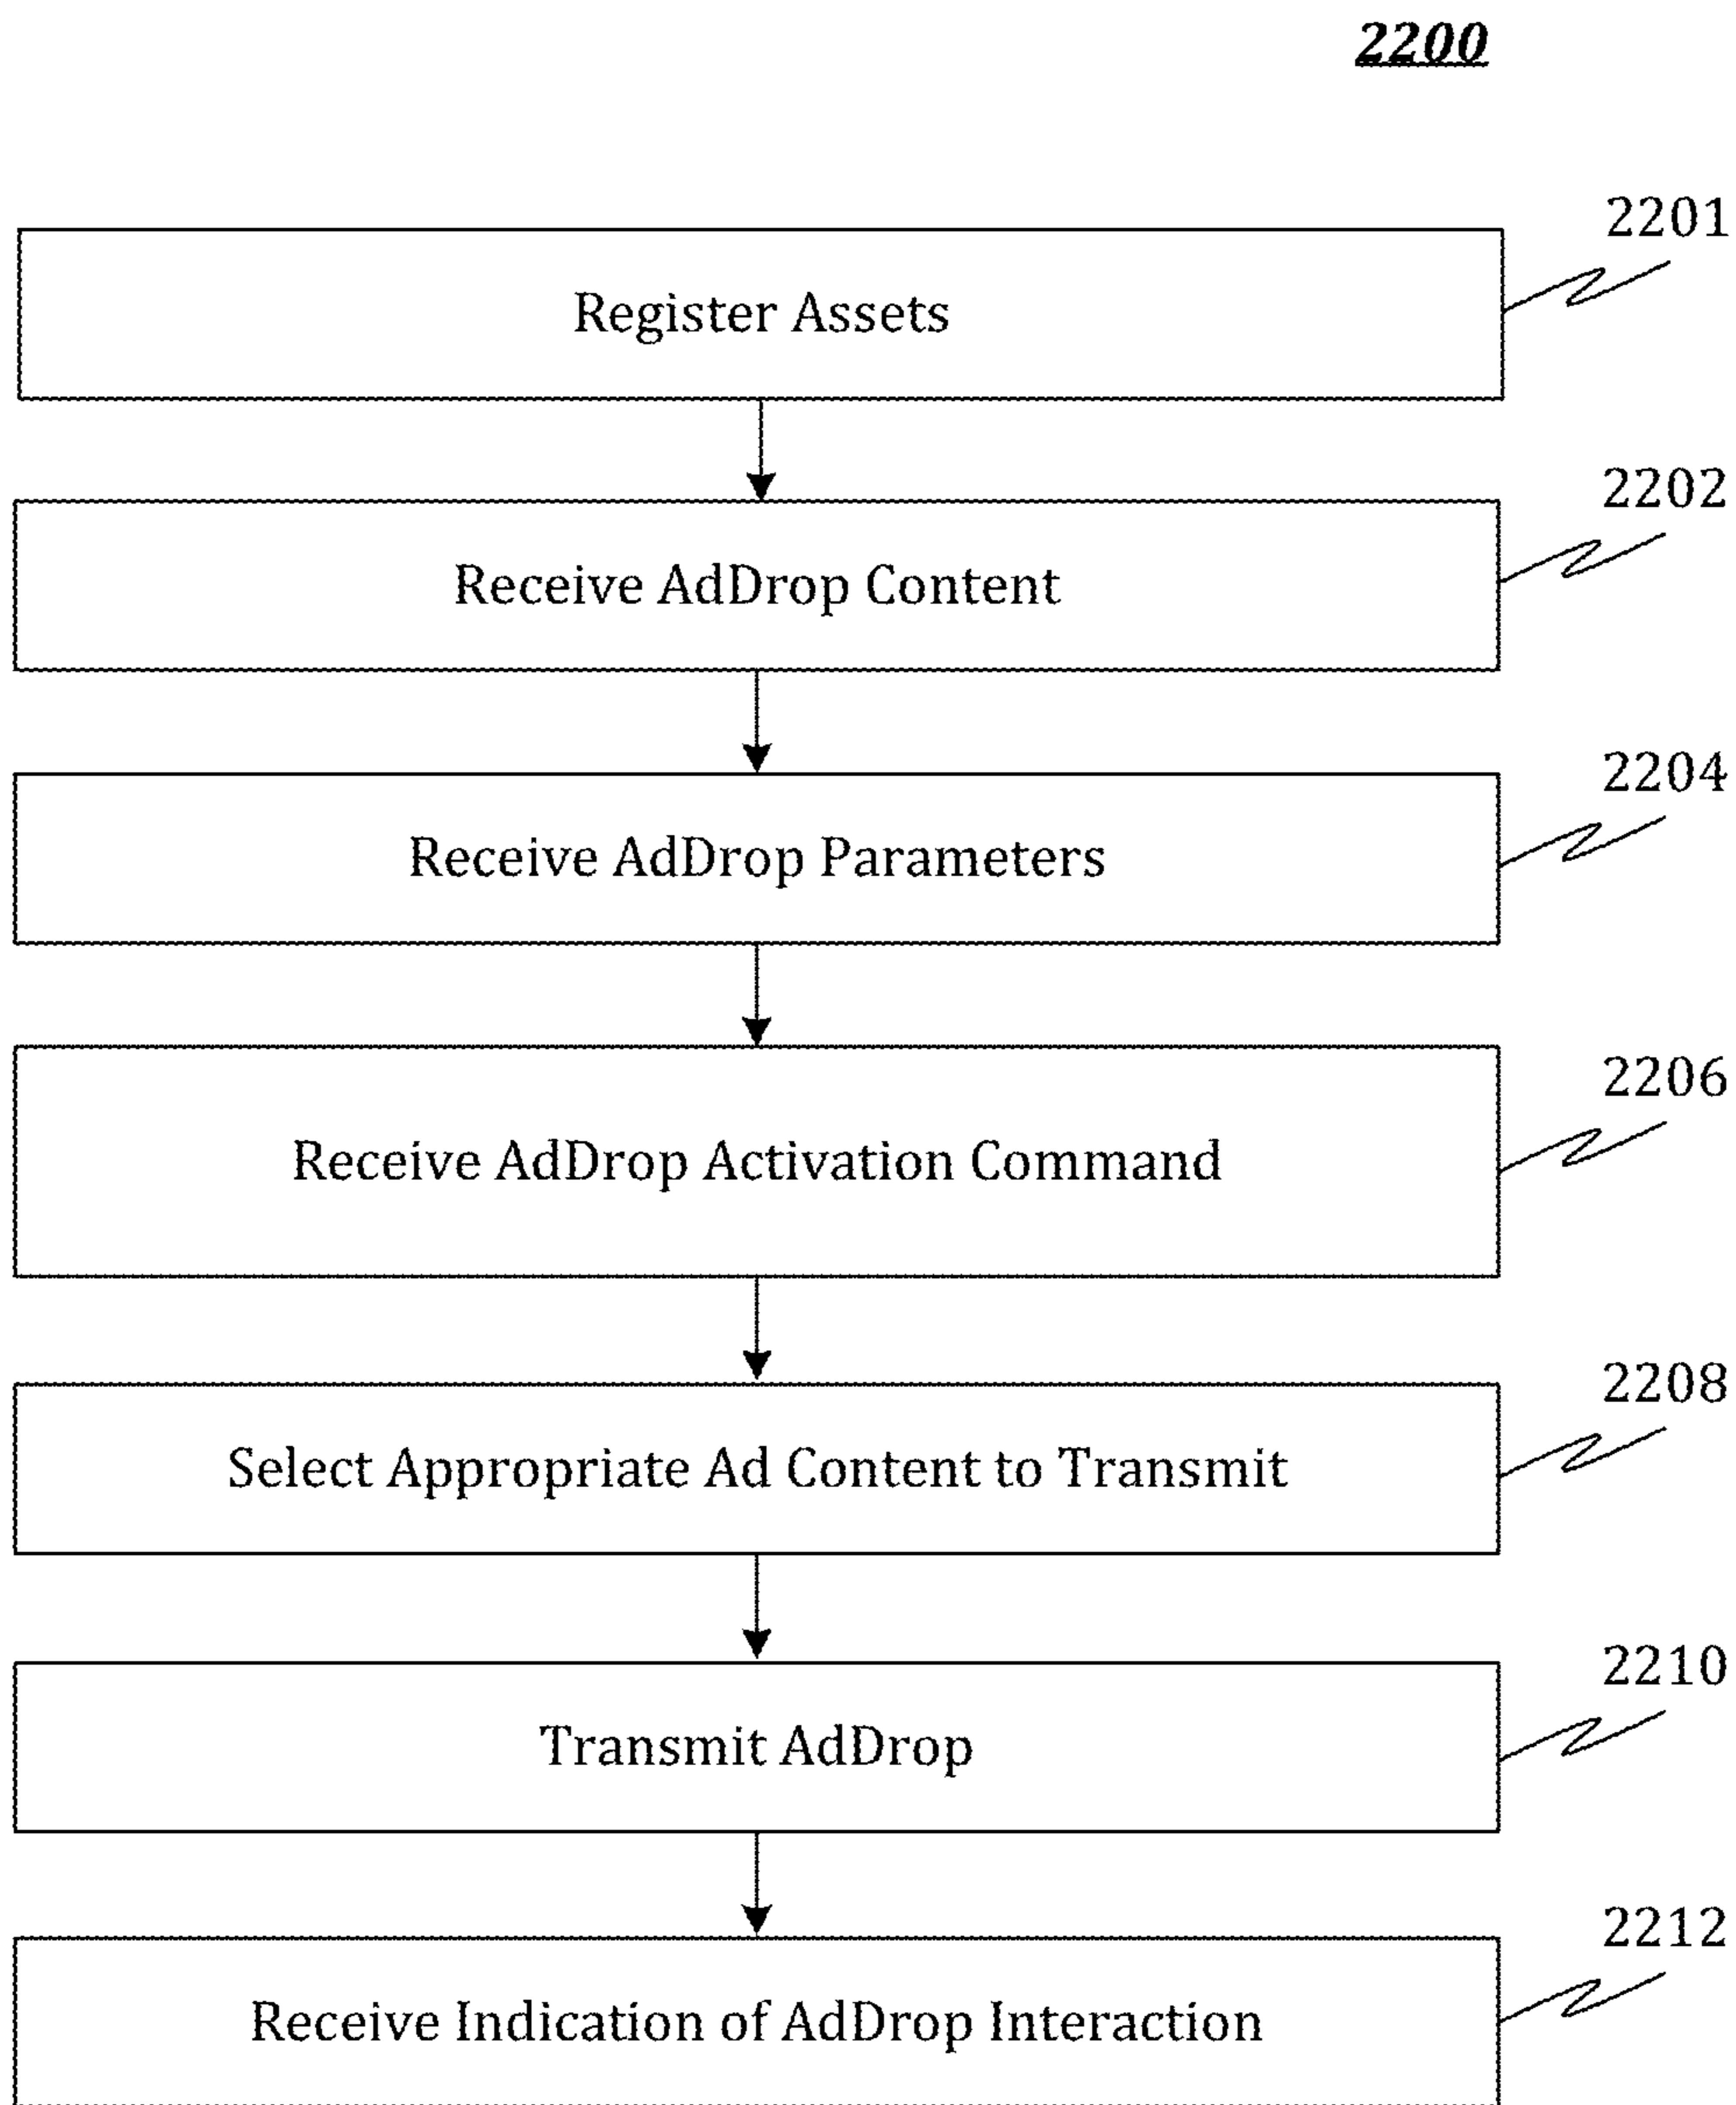 2200
2201
Register Assets
2202
Receive AdDrop Content
2204
Receive AdDrop Parameters
2206
Receive AdDrop Activation Command
2208
Select Appropriate Ad Content to Transmit
2210
Transmit AdDrop
2212
Receive Indication of AdDrop Interaction